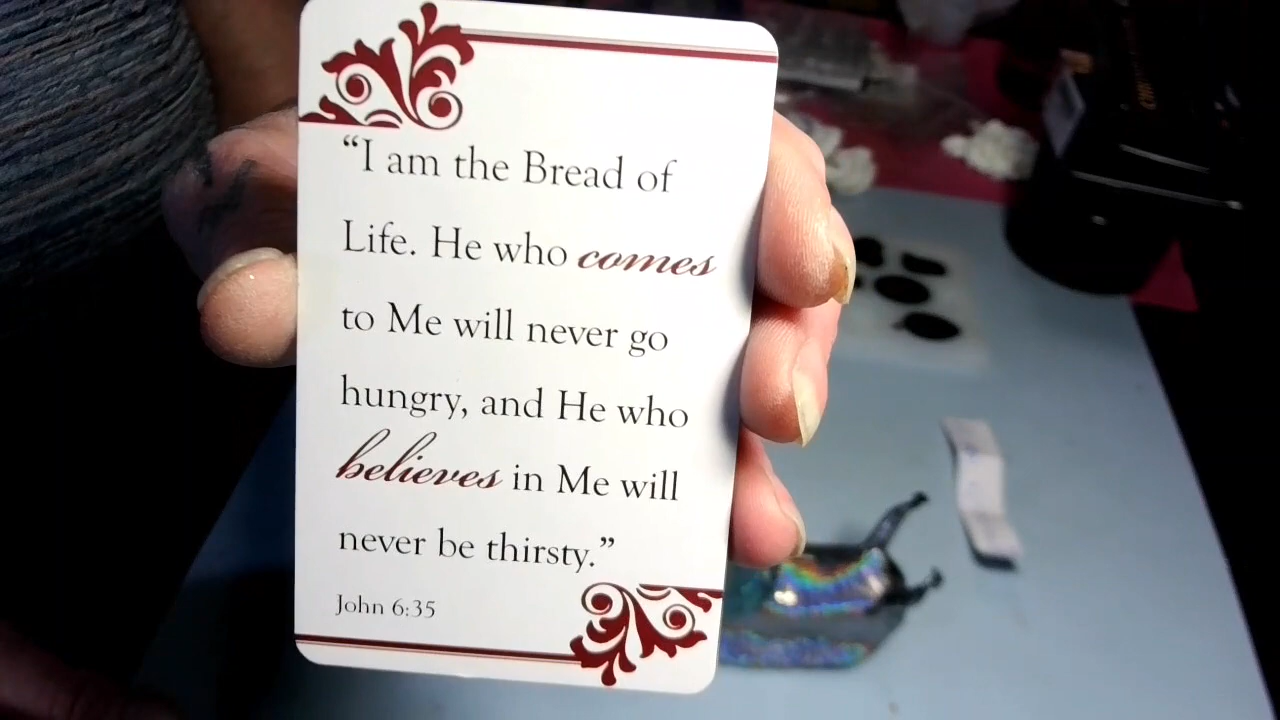 “I am the Bread of
Life. He who comes
to Me will never go
hungry, and He who
believes in Me will
never be thirsty.”
John 6:35